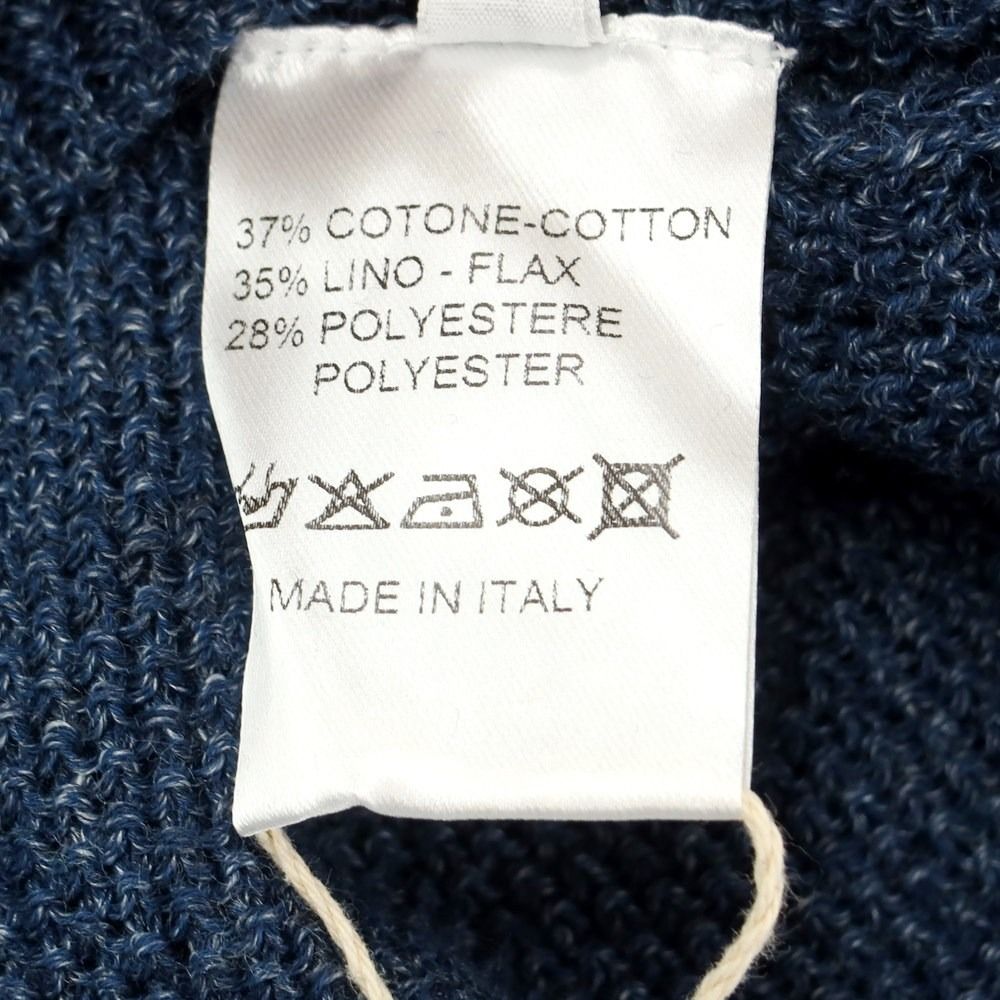 37% COTONE-COTTON
35% LINO - FLAX
28% POLYESTERE
POLYESTER
MADE IN ITALY